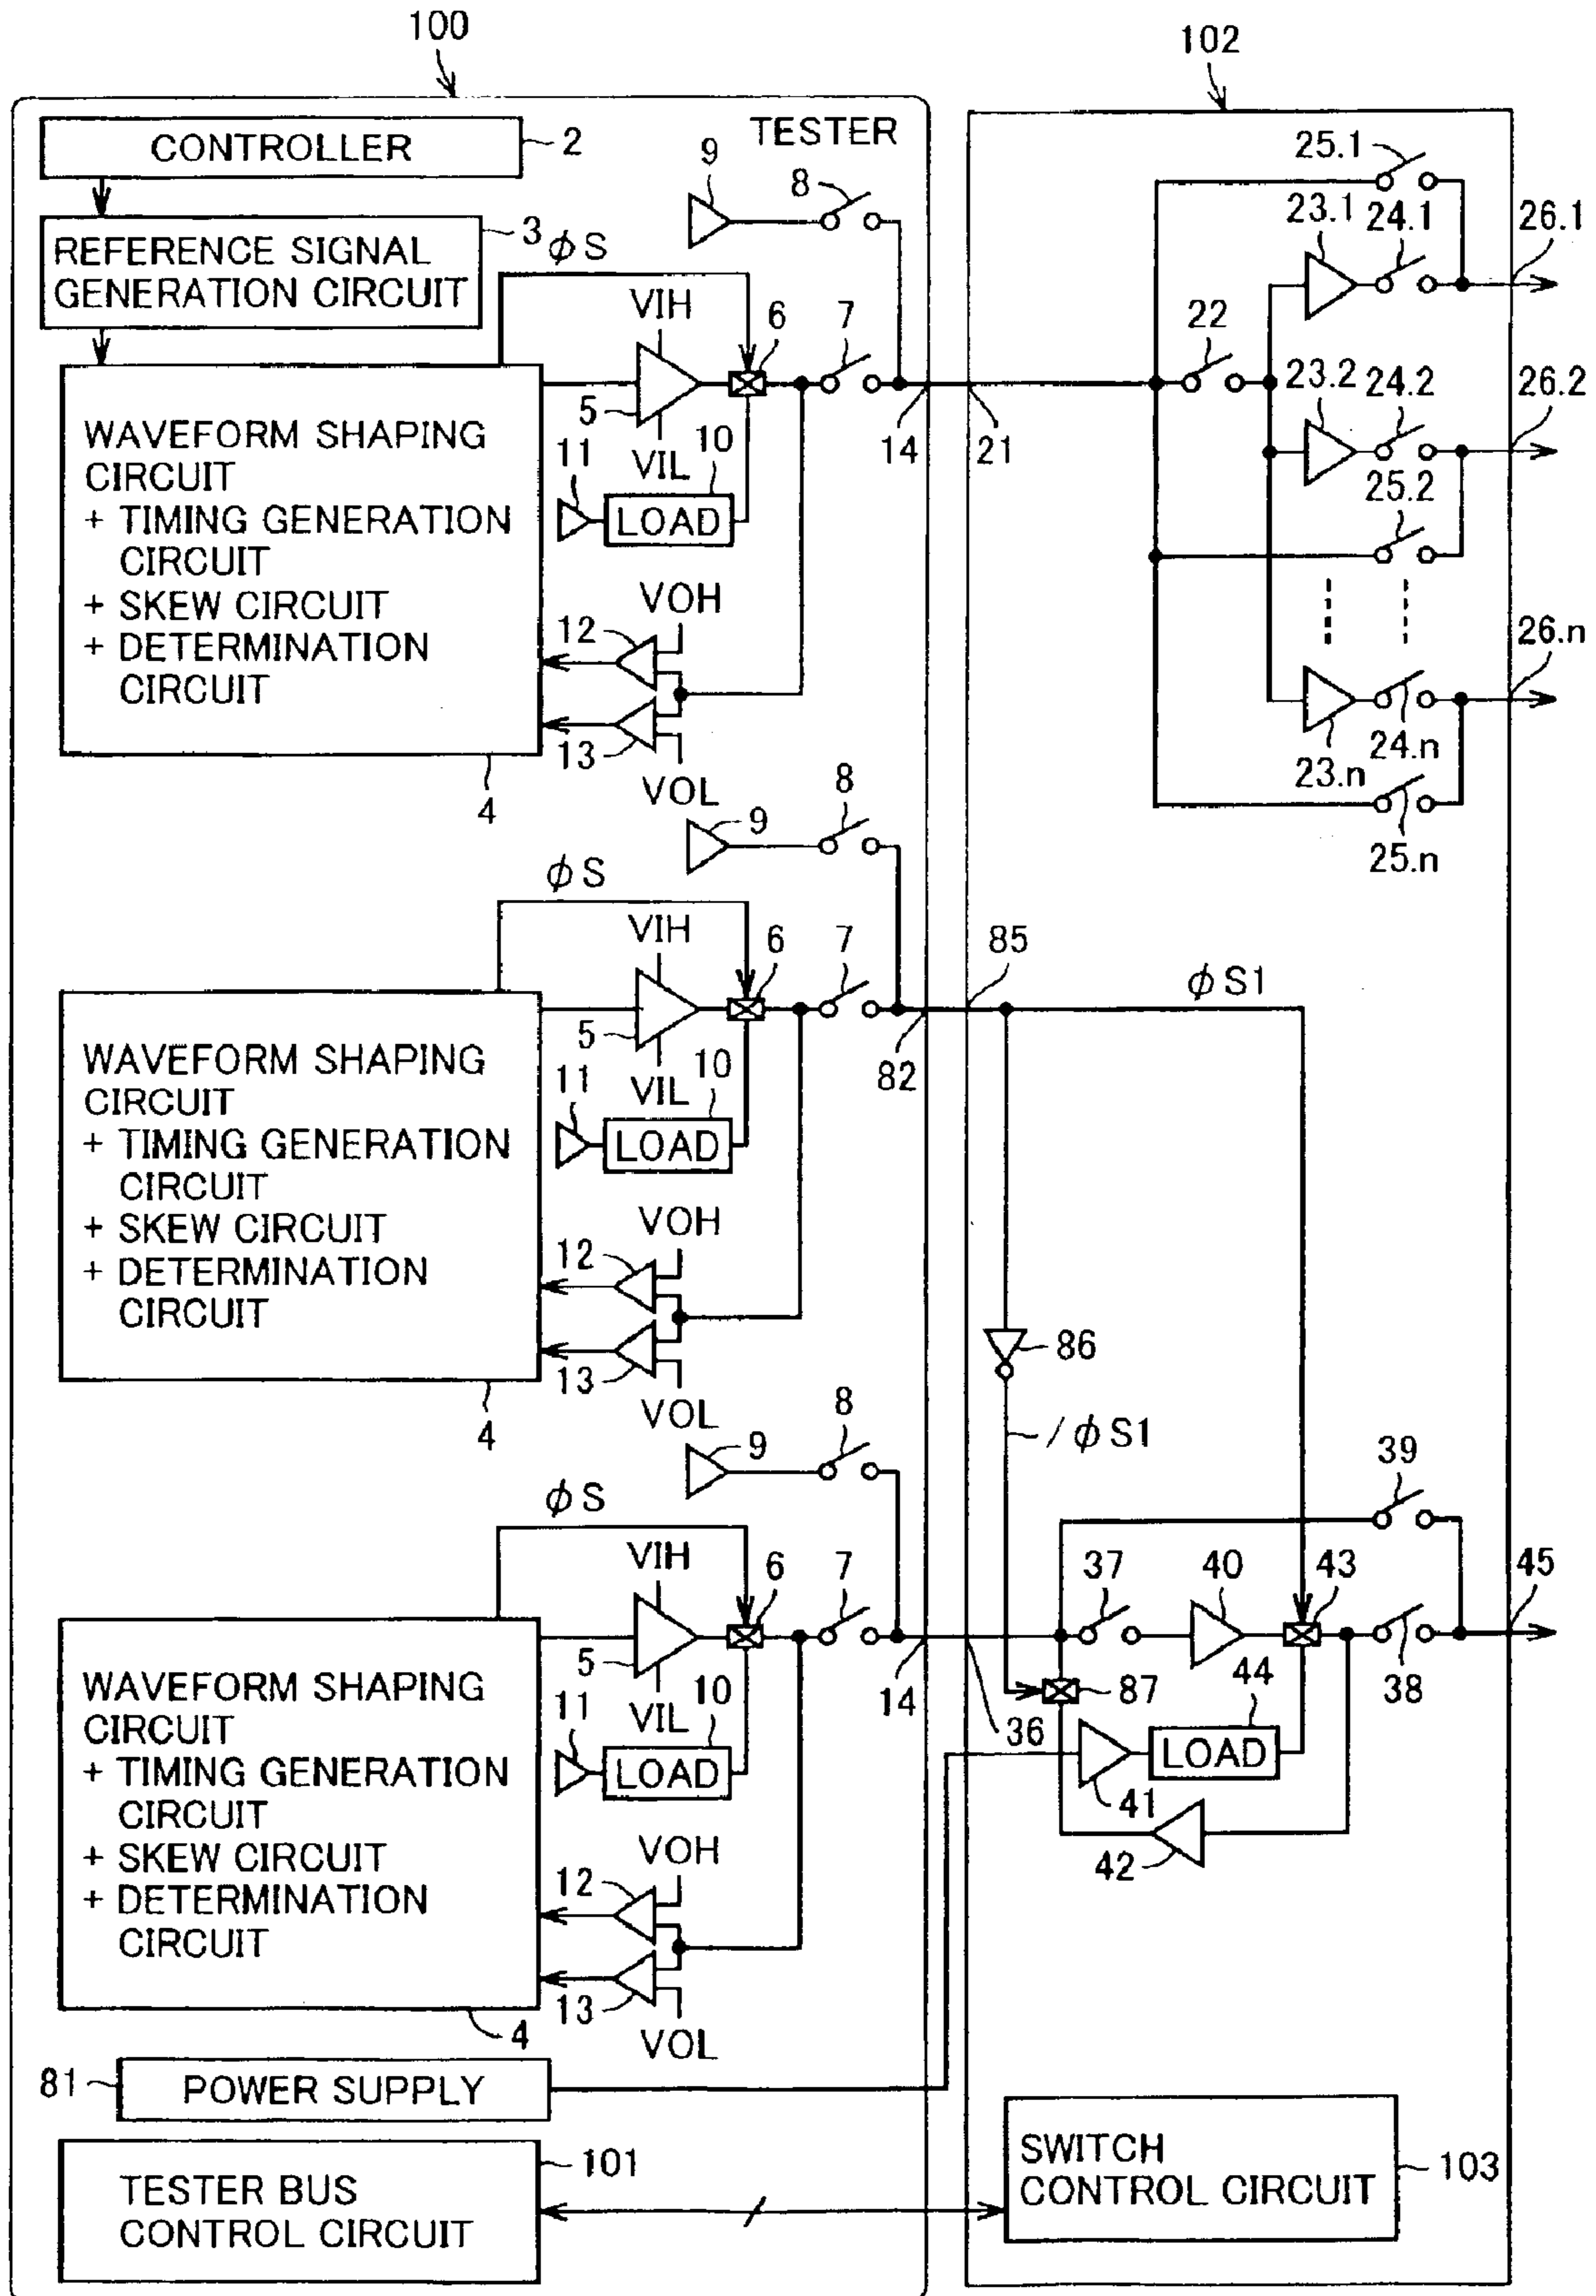 100
102
CONTROLLER
2
TESTER
9
8
25.1
REFERENCE SIGNAL
GENERATION CIRCUIT
3
φS
23.1
24.1
26.1
VIH
6
7
22
5
VIL
14
21
23.2
24.2
26.2
WAVEFORM SHAPING
CIRCUIT
+ TIMING GENERATION
CIRCUIT
+ SKEW CIRCUIT
+ DETERMINATION
CIRCUIT
11
10
LOAD
25.2
12
VOH
26.n
13
VOL
4
24.n
23.n
25.n
9
8
φS
VIH
6
7
85
φS1
5
VIL
82
WAVEFORM SHAPING
CIRCUIT
+ TIMING GENERATION
CIRCUIT
+ SKEW CIRCUIT
+ DETERMINATION
CIRCUIT
11
10
LOAD
12
VOH
86
13
VOL
4
/φS1
9
8
39
φS
VIH
6
7
37
40
43
45
5
VIL
14
36
87
44
38
WAVEFORM SHAPING
CIRCUIT
+ TIMING GENERATION
CIRCUIT
+ SKEW CIRCUIT
+ DETERMINATION
CIRCUIT
11
10
LOAD
LOAD
41
42
12
VOH
13
VOL
4
81
POWER SUPPLY
101
TESTER BUS
CONTROL CIRCUIT
SWITCH
CONTROL CIRCUIT
103